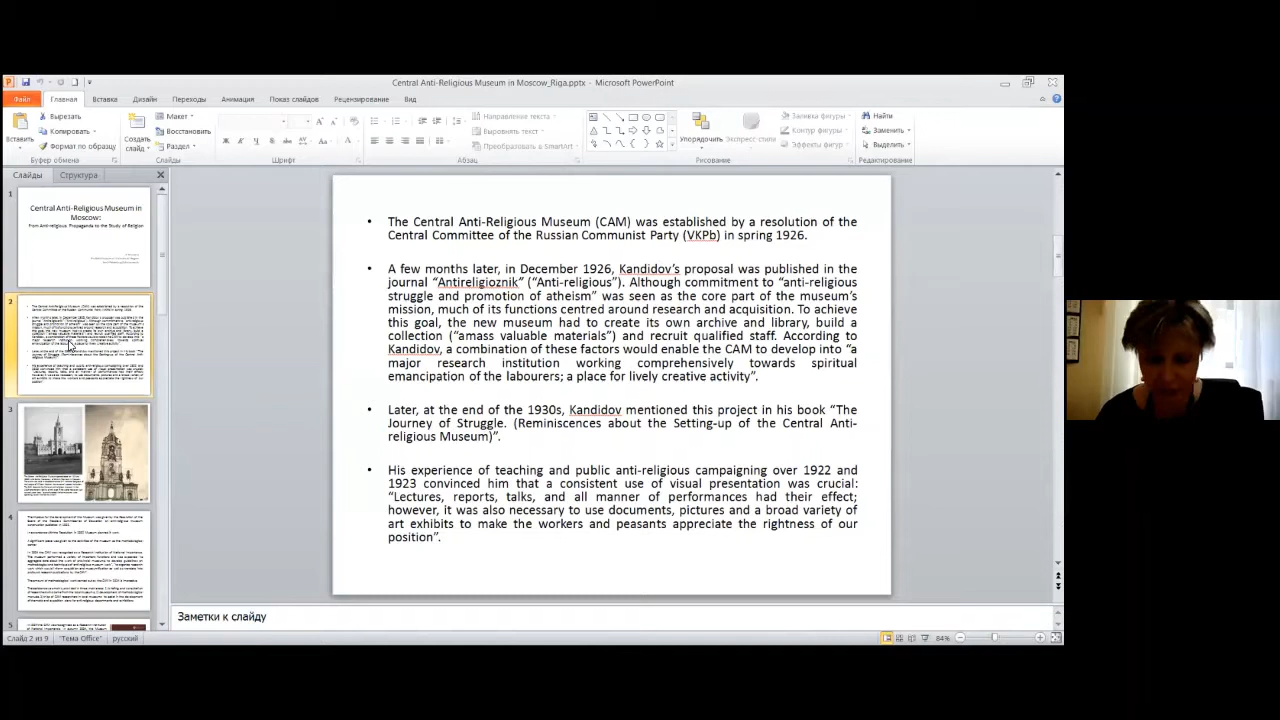 Central Anti-Religious Museum in Moscow_Riga.pptx - Microsoft PowerPoint
Файл Главная Вставка Дизайн Переходы Анимация Показ слайдов Рецензирование Вид
Вставить
Вырезать
Копировать
Формат по образцу
Буфер обмена
Создать слайд
Макет
Восстановить
Раздел
Слайды
Шрифт
Направление текста
Выровнять текст
Преобразовать в SmartArt
Абзац
Упорядочить
Экспресс-стили
Заливка фигуры
Контур фигуры
Эффекты фигур
Рисование
Найти
Заменить
Выделить
Редактирование
Слайды Структура
1
Central Anti-Religious Museum in
Moscow:
From Anti-religious Propaganda to the Study of Religion
2
3
4
5
• The Central Anti-Religious Museum (CAM) was established by a resolution of the
Central Committee of the Russian Communist Party (VKPb) in spring 1926.
• A few months later, in December 1926, Kandidov’s proposal was published in the
journal “Antireligioznik” (“Anti-religious”). Although commitment to “anti-religious
struggle and promotion of atheism” was seen as the core part of the museum’s
mission, much of its functions centred around research and acquisition. To achieve
this goal, the new museum had to create its own archive and library, build a
collection (“amass valuable materials”) and recruit qualified staff. According to
Kandidov, a combination of these factors would enable the CAM to develop into “a
major research institution working comprehensively towards spiritual
emancipation of the labourers; a place for lively creative activity”.
• Later, at the end of the 1930s, Kandidov mentioned this project in his book “The
Journey of Struggle. (Reminiscences about the Setting-up of the Central Anti-
religious Museum)”.
• His experience of teaching and public anti-religious campaigning over 1922 and
1923 convinced him that a consistent use of visual presentation was crucial:
“Lectures, reports, talks, and all manner of performances had their effect;
however, it was also necessary to use documents, pictures and a broad variety of
art exhibits to make the workers and peasants appreciate the rightness of our
position”.
Заметки к слайду
Слайд 2 из 9 "Тема Office" русский 84%